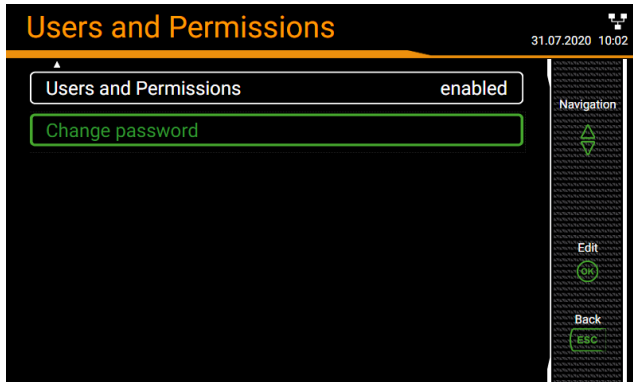 Users and Permissions
31.07.2020 10:02
Users and Permissions enabled
Change password
Navigation
Edit
OK
Back
ESC